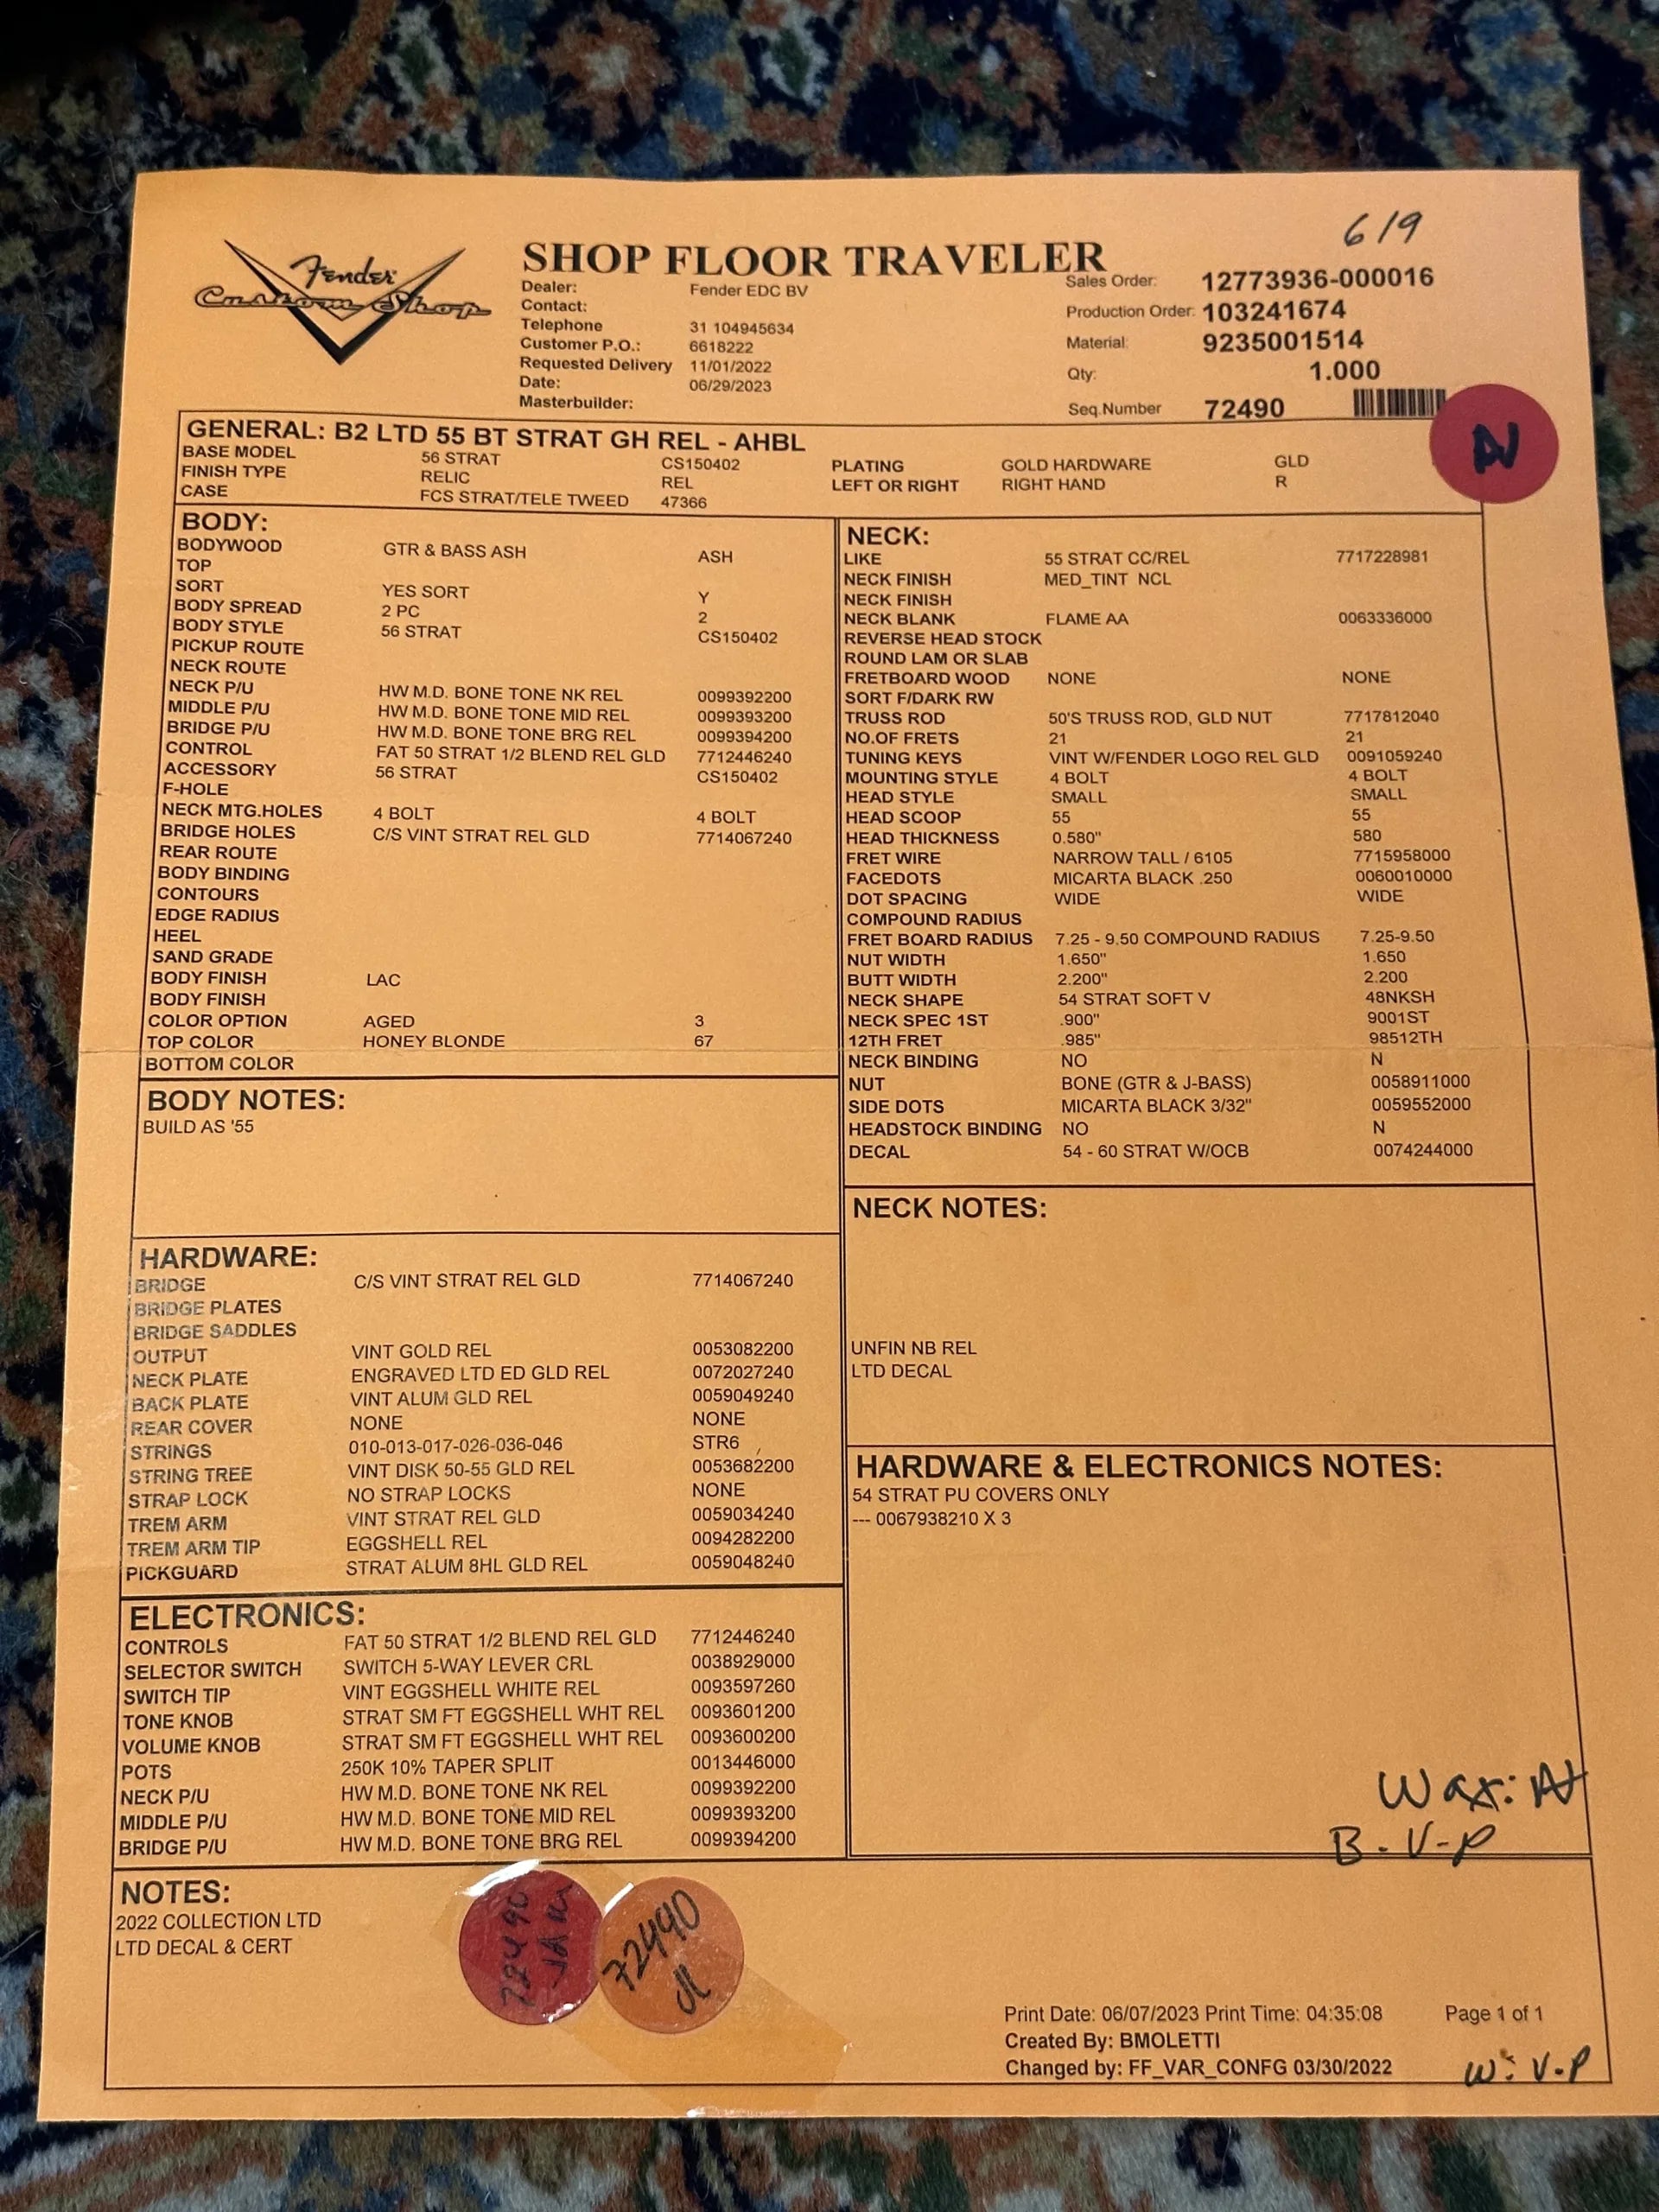 6/9
Fender
Custom Shop
SHOP FLOOR TRAVELER
Dealer: Fender EDC BV
Contact:
Telephone 31 104945634
Customer P.O.: 6618222
Requested Delivery 11/01/2022
Date: 06/29/2023
Masterbuilder:
Sales Order: 12773936-000016
Production Order: 103241674
Material: 9235001514
Qty: 1.000
Seq.Number 72490
GENERAL: B2 LTD 55 BT STRAT GH REL - AHBL
BASE MODEL 56 STRAT CS150402
FINISH TYPE RELIC REL
CASE FCS STRAT/TELE TWEED 47366
PLATING GOLD HARDWARE GLD
LEFT OR RIGHT RIGHT HAND R
BODY:
BODYWOOD GTR & BASS ASH ASH
TOP
SORT YES SORT Y
BODY SPREAD 2 PC 2
BODY STYLE 56 STRAT CS150402
PICKUP ROUTE
NECK ROUTE
NECK P/U HW M.D. BONE TONE NK REL 0099392200
MIDDLE P/U HW M.D. BONE TONE MID REL 0099393200
BRIDGE P/U HW M.D. BONE TONE BRG REL 0099394200
CONTROL FAT 50 STRAT 1/2 BLEND REL GLD 7712446240
ACCESSORY 56 STRAT CS150402
F-HOLE
NECK MTG.HOLES 4 BOLT 4 BOLT
BRIDGE HOLES C/S VINT STRAT REL GLD 7714067240
REAR ROUTE
BODY BINDING
CONTOURS
EDGE RADIUS
HEEL
SAND GRADE
BODY FINISH LAC
BODY FINISH
COLOR OPTION AGED 3
TOP COLOR HONEY BLONDE 67
BOTTOM COLOR
BODY NOTES:
BUILD AS '55
HARDWARE:
BRIDGE C/S VINT STRAT REL GLD 7714067240
BRIDGE PLATES
BRIDGE SADDLES
OUTPUT VINT GOLD REL 0053082200
NECK PLATE ENGRAVED LTD ED GLD REL 0072027240
BACK PLATE VINT ALUM GLD REL 0059049240
REAR COVER NONE NONE
STRINGS 010-013-017-026-036-046 STR6
STRING TREE VINT DISK 50-55 GLD REL 0053682200
STRAP LOCK NO STRAP LOCKS NONE
TREM ARM VINT STRAT REL GLD 0059034240
TREM ARM TIP EGGSHELL REL 0094282200
PICKGUARD STRAT ALUM 8HL GLD REL 0059048240
ELECTRONICS:
CONTROLS FAT 50 STRAT 1/2 BLEND REL GLD 7712446240
SELECTOR SWITCH SWITCH 5-WAY LEVER CRL 0038929000
SWITCH TIP VINT EGGSHELL WHITE REL 0093597260
TONE KNOB STRAT SM FT EGGSHELL WHT REL 0093601200
VOLUME KNOB STRAT SM FT EGGSHELL WHT REL 0093600200
POTS 250K 10% TAPER SPLIT 0013446000
NECK P/U HW M.D. BONE TONE NK REL 0099392200
MIDDLE P/U HW M.D. BONE TONE MID REL 0099393200
BRIDGE P/U HW M.D. BONE TONE BRG REL 0099394200
NECK:
LIKE 55 STRAT CC/REL 7717228981
NECK FINISH MED_TINT NCL
NECK FINISH
NECK BLANK FLAME AA 0063336000
REVERSE HEAD STOCK
ROUND LAM OR SLAB
FRETBOARD WOOD NONE NONE
SORT F/DARK RW
TRUSS ROD 50'S TRUSS ROD, GLD NUT 7717812040
NO.OF FRETS 21 21
TUNING KEYS VINT W/FENDER LOGO REL GLD 0091059240
MOUNTING STYLE 4 BOLT 4 BOLT
HEAD STYLE SMALL SMALL
HEAD SCOOP 55 55
HEAD THICKNESS 0.580" 580
FRET WIRE NARROW TALL / 6105 7715958000
FACEDOTS MICARTA BLACK .250 0060010000
DOT SPACING WIDE WIDE
COMPOUND RADIUS
FRET BOARD RADIUS 7.25 - 9.50 COMPOUND RADIUS 7.25-9.50
NUT WIDTH 1.650" 1.650
BUTT WIDTH 2.200" 2.200
NECK SHAPE 54 STRAT SOFT V 48NKSH
NECK SPEC 1ST .900" 9001ST
12TH FRET .985" 98512TH
NECK BINDING NO N
NUT BONE (GTR & J-BASS) 0058911000
SIDE DOTS MICARTA BLACK 3/32" 0059552000
HEADSTOCK BINDING NO N
DECAL 54 - 60 STRAT W/OCB 0074244000
NECK NOTES:
UNFIN NB REL
LTD DECAL
HARDWARE & ELECTRONICS NOTES:
54 STRAT PU COVERS ONLY
--- 0067938210 X 3
Wax:
B.V-P
NOTES:
2022 COLLECTION LTD
LTD DECAL & CERT
72490
72490
JL
Print Date: 06/07/2023 Print Time: 04:35:08 Page 1 of 1
Created By: BMOLETTI
Changed by: FF_VAR_CONFG 03/30/2022
W: V-P